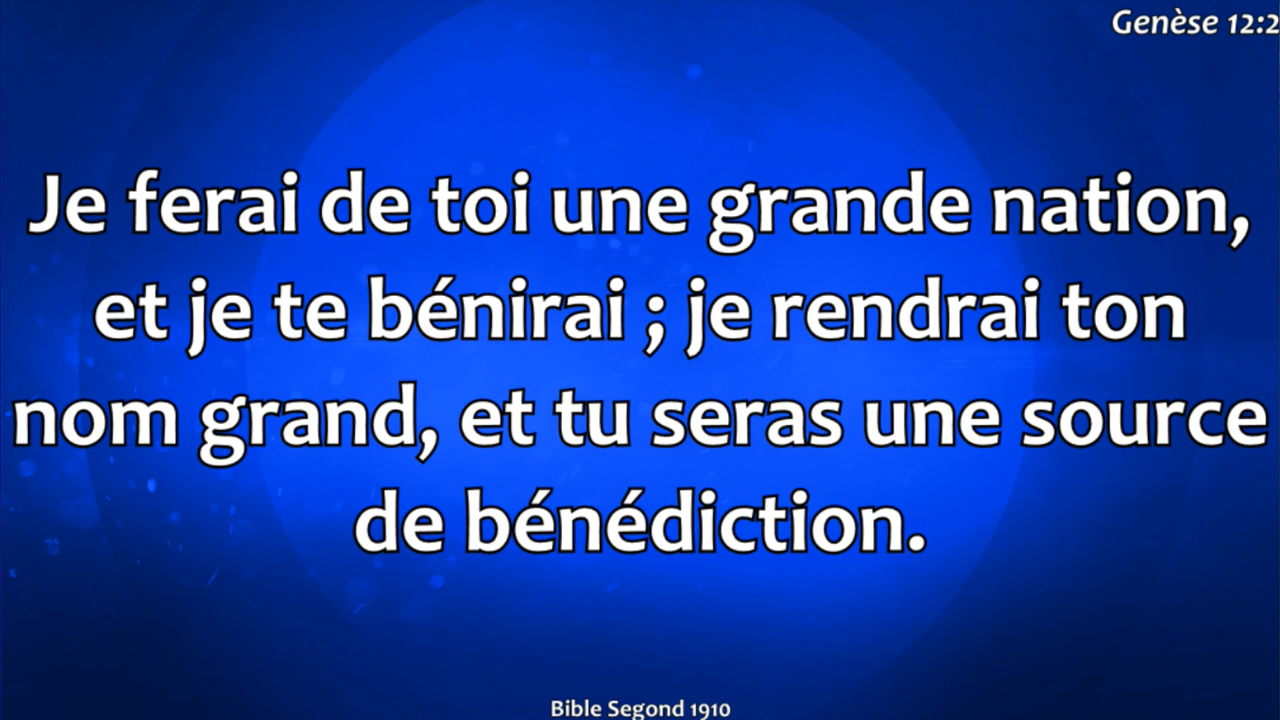 Genèse 12:2
Je ferai de toi une grande nation,
et je te bénirai ; je rendrai ton
nom grand, et tu seras une source
de bénédiction.
Bible Segond 1910